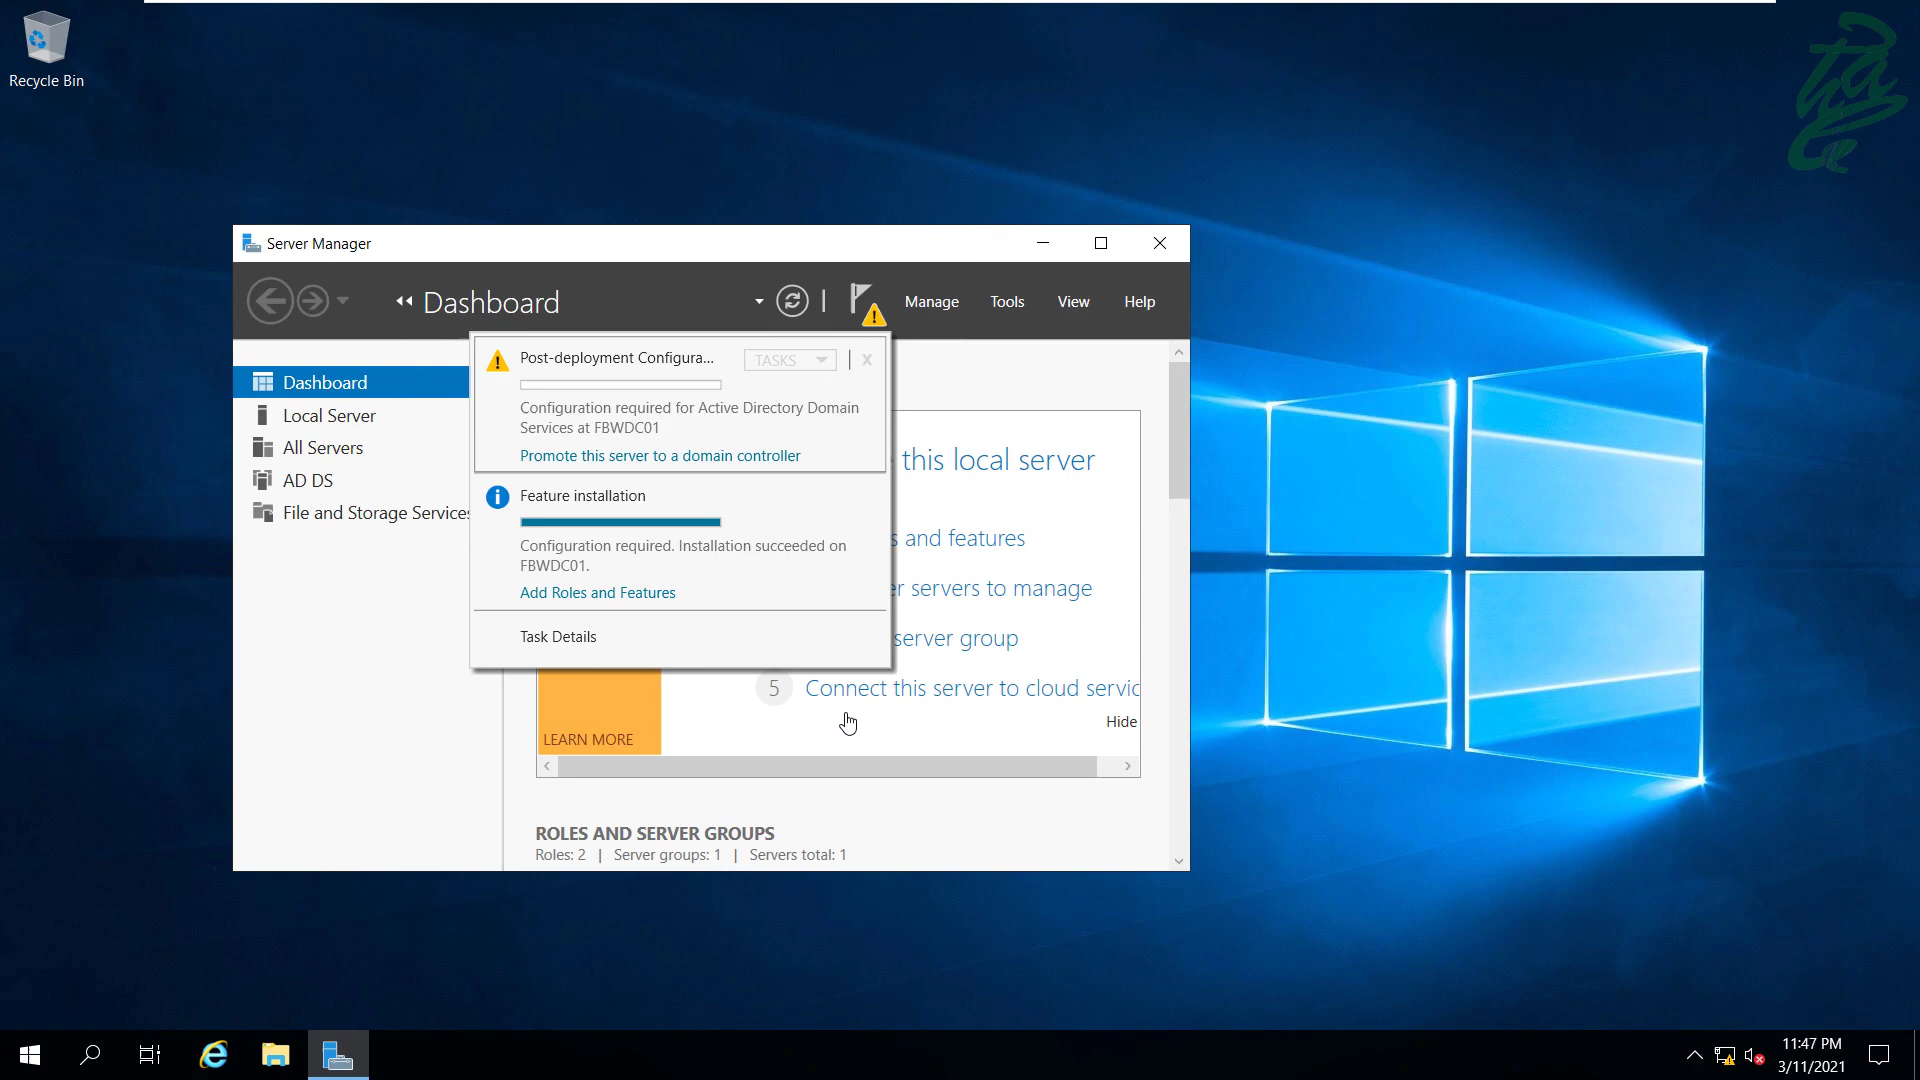 Recycle Bin
Server Manager
Dashboard
Manage
Tools
View
Help
Dashboard
Local Server
All Servers
AD DS
File and Storage Services
Post-deployment Configura...
TASKS
X
Configuration required for Active Directory Domain
Services at FBWDC01
Promote this server to a domain controller
Feature installation
Configuration required. Installation succeeded on
FBWDC01.
Add Roles and Features
Task Details
this local server
s and features
er servers to manage
server group
5 Connect this server to cloud servic
Hide
LEARN MORE
ROLES AND SERVER GROUPS
Roles: 2 | Server groups: 1 | Servers total: 1
11:47 PM
3/11/2021